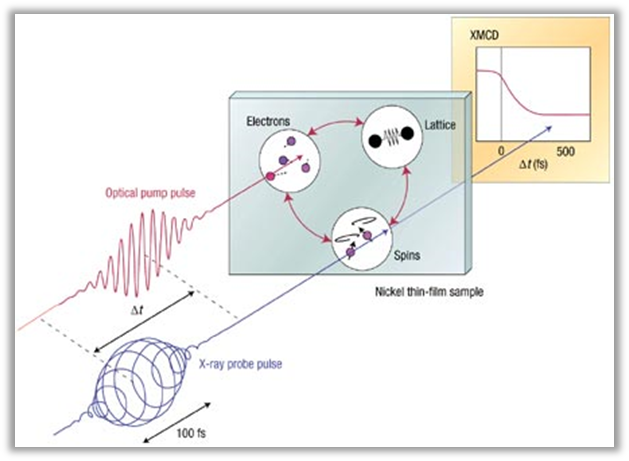 XMCD
0
500
Δt (fs)
Electrons
Lattice
Spins
Nickel thin-film sample
Optical pump pulse
Δt
X-ray probe pulse
100 fs